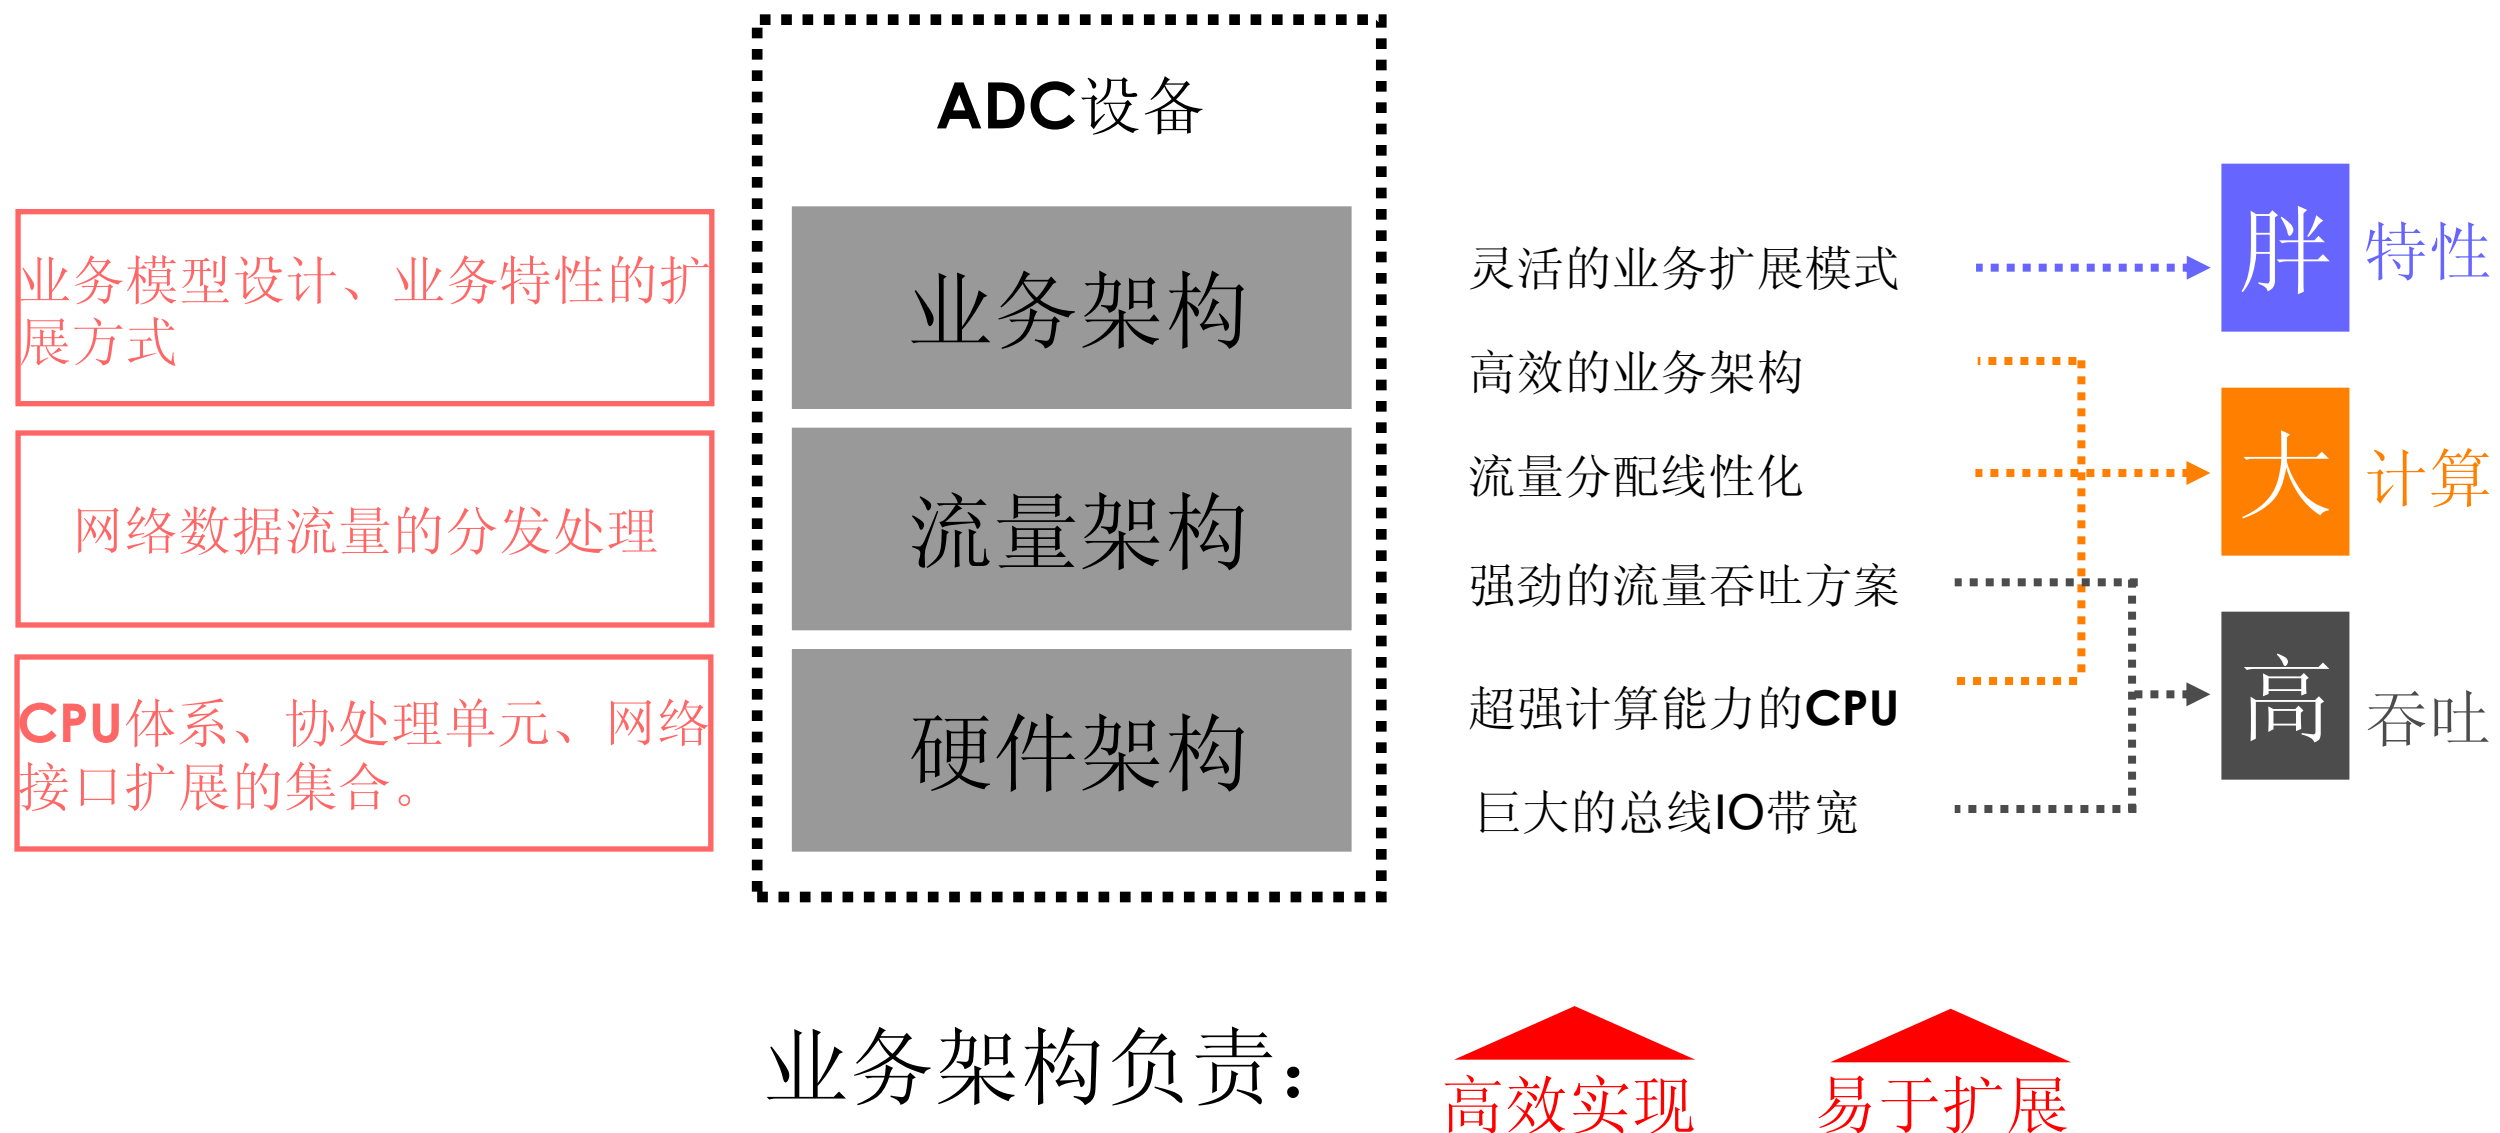 ADC设备
业务框架设计、业务特性的扩
展方式
业务架构
灵活的业务扩展模式
胖
特性
高效的业务架构
网络数据流量的分发模型
流量架构
流量分配线性义
大
计算
强劲的流量吞吐方案
CPU体系、协处理单元、网络
接口扩展的集合。
硬件架构
超强计算能力的CPU
高
吞吐
巨大的总线IO带宽
业务架构负责：
高效实现
易于扩展